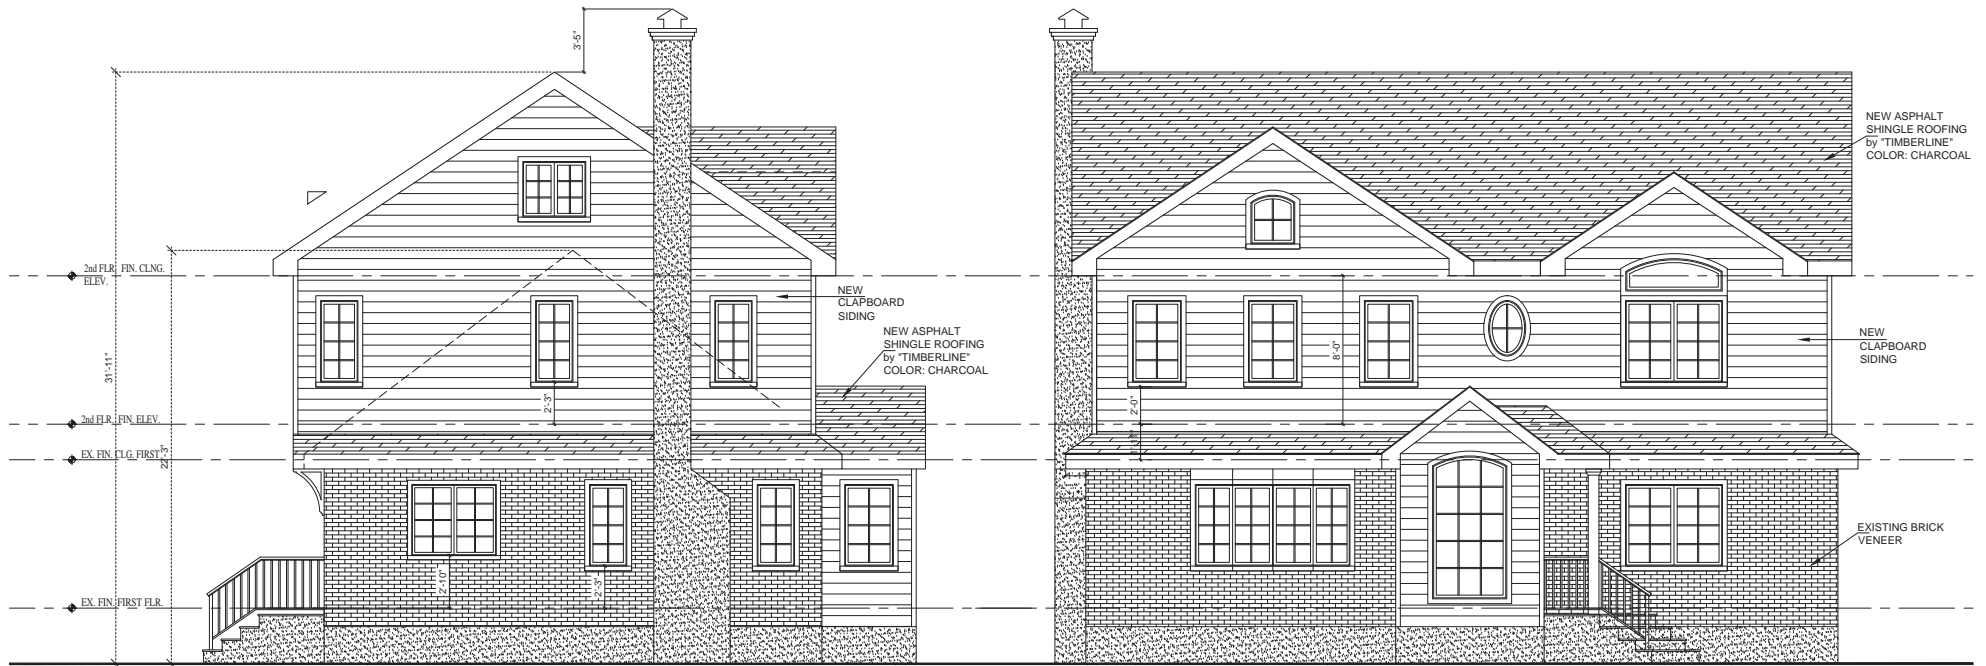 3'-5"
31'-11"
22'-3"
2nd FLR. FIN. CLNG.
ELEV.
2nd FLR. FIN. ELEV.
EX. FIN. CLG. FIRST
EX. FIN. FIRST FLR.
2'-3"
2'-10"
2'-3"
NEW
CLAPBOARD
SIDING
NEW ASPHALT
SHINGLE ROOFING
by "TIMBERLINE"
COLOR: CHARCOAL
8'-0"
2'-0"
NEW ASPHALT
SHINGLE ROOFING
by "TIMBERLINE"
COLOR: CHARCOAL
NEW
CLAPBOARD
SIDING
EXISTING BRICK
VENEER